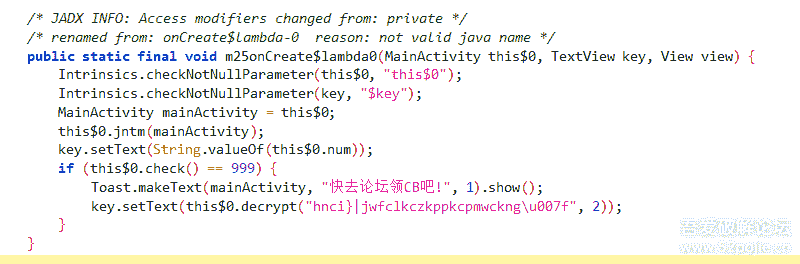 /* JADX INFO: Access modifiers changed from: private */
/* renamed from: onCreate$lambda-0  reason: not valid java name */
public static final void m25onCreate$lambda0(MainActivity this$0, TextView key, View view) {
    Intrinsics.checkNotNullParameter(this$0, "this$0");
    Intrinsics.checkNotNullParameter(key, "$key");
    MainActivity mainActivity = this$0;
    this$0.jntm(mainActivity);
    key.setText(String.valueOf(this$0.num));
    if (this$0.check() == 999) {
        Toast.makeText(mainActivity, "快去论坛领CB吧!", 1).show();
        key.setText(this$0.decrypt("hnci}|jwfclkczkppkcpmwckng\u007f", 2));
    }
}
吾爱破解论坛
www.52pojie.cn